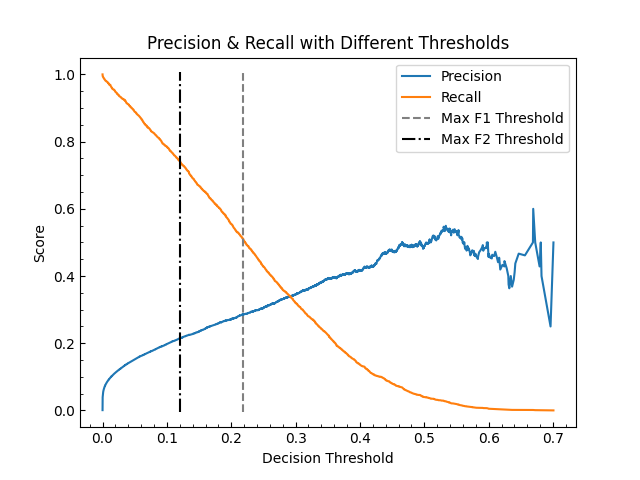 Precision & Recall with Different Thresholds
Precision
Recall
Max F1 Threshold
Max F2 Threshold
Score
1.0
0.8
0.6
0.4
0.2
0.0
0.0 0.1 0.2 0.3 0.4 0.5 0.6 0.7
Decision Threshold